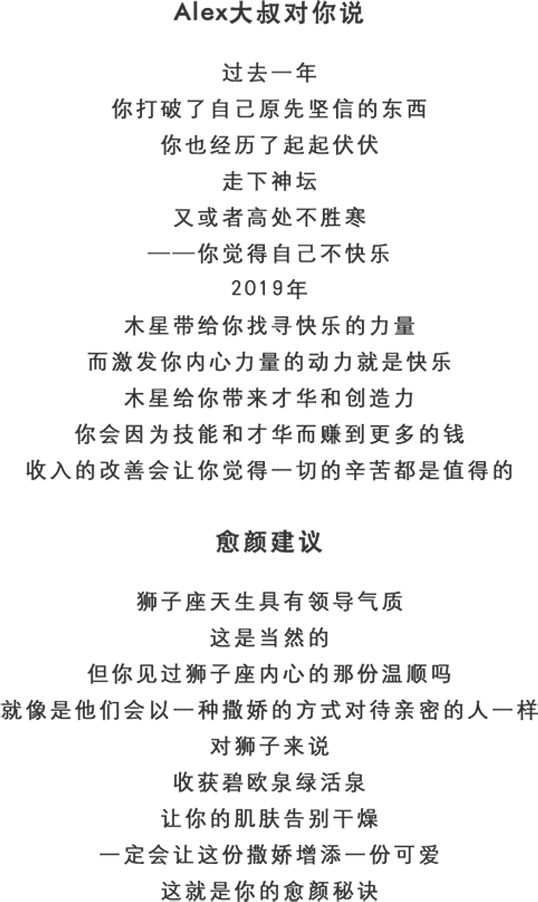 Alex大叔对你说
过去一年
你打破了自己原先坚信的东西
你也经历了起起伏伏
走下神坛
又或者高处不胜寒
——你觉得自己不快乐
2019年
木星带给你找寻快乐的力量
而激发你内心力量的动力就是快乐
木星给你带来才华和创造力
你会因为技能和才华而赚到更多的钱
收入的改善会让你觉得一切的辛苦都是值得的
愈颜建议
狮子座天生具有领导气质
这是当然的
但你见过狮子座内心的那份温顺吗
就像是他们会以一种撒娇的方式对待亲密的人一样
对狮子来说
收获碧欧泉绿活泉
让你的肌肤告别干燥
一定会让这份撒娇增添一份可爱
这就是你的愈颜秘诀